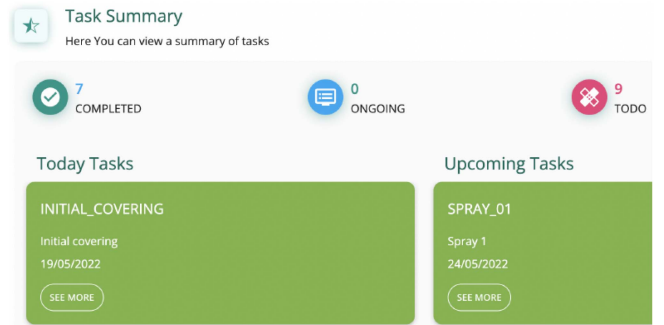 Task Summary
Here You can view a summary of tasks
7
COMPLETED
0
ONGOING
9
TODO
Today Tasks
INITIAL_COVERING
Initial covering
19/05/2022
SEE MORE
Upcoming Tasks
SPRAY_01
Spray 1
24/05/2022
SEE MORE